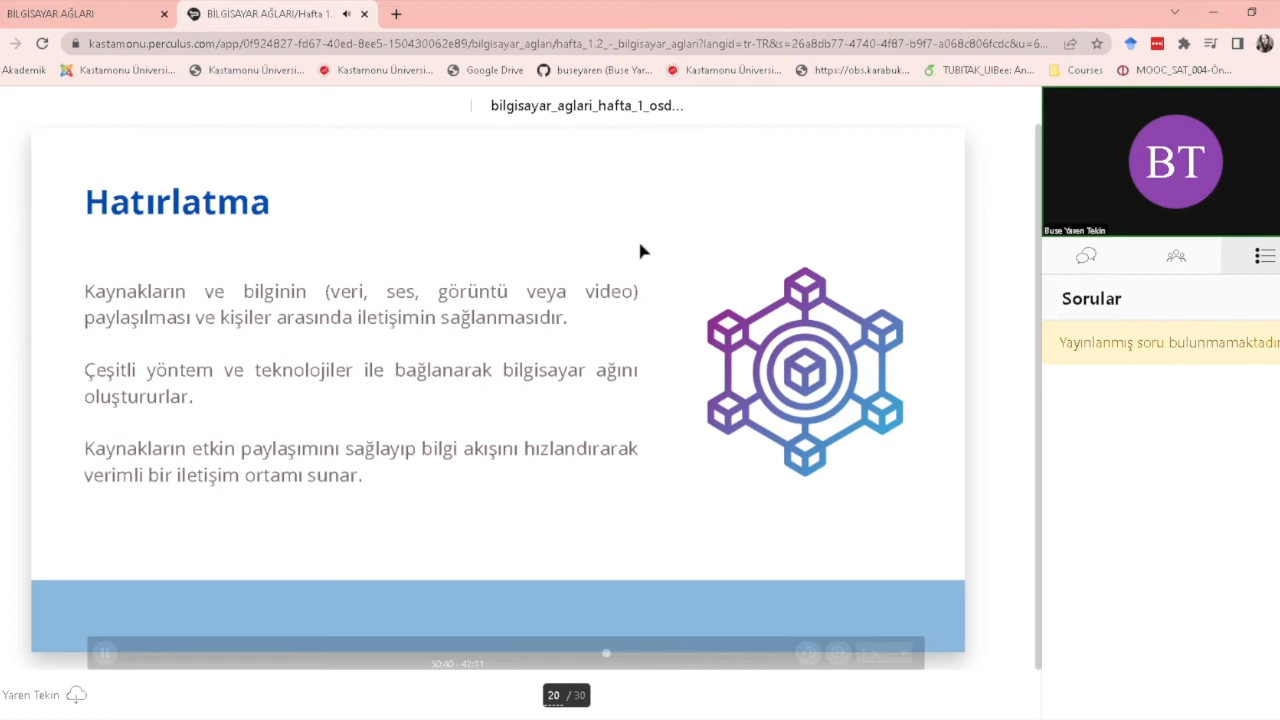 BİLGİSAYAR AĞLARI
BİLGİSAYAR AĞLARI/Hafta 1..
kastamonu.perculus.com/app/0f924827-fd67-40ed-8ee5-1504300620f9/bilgisayar_aglari/hafta_1.2_-_bilgisayar_aglari?langid=tr-TR&s=26a8db77-4740-4f87-b9f7-a068c806fcdc&u=6...
Akademik
Kastamonu Üniversi...
Kastamonu Üniversi...
Kastamonu Üniversi...
Google Drive
buseyaren (Buse Yar...
Kastamonu Üniversi...
https://obs.karabuk...
TUBITAK_UIBee: An...
Courses
MOOC_SAT_004-Ön...
bilgisayar_aglari_hafta_1_osd...
Hatırlatma
Kaynakların ve bilginin (veri, ses, görüntü veya video)
paylaşılması ve kişiler arasında iletişimin sağlanmasıdır.
Çeşitli yöntem ve teknolojiler ile bağlanarak bilgisayar ağını
oluştururlar.
Kaynakların etkin paylaşımını sağlayıp bilgi akışını hızlandırarak
verimli bir iletişim ortamı sunar.
30:40 - 42:11
Yaren Tekin
20 / 30
BT
Buse Yaren Tekin
Sorular
Yayınlanmış soru bulunmamaktadır